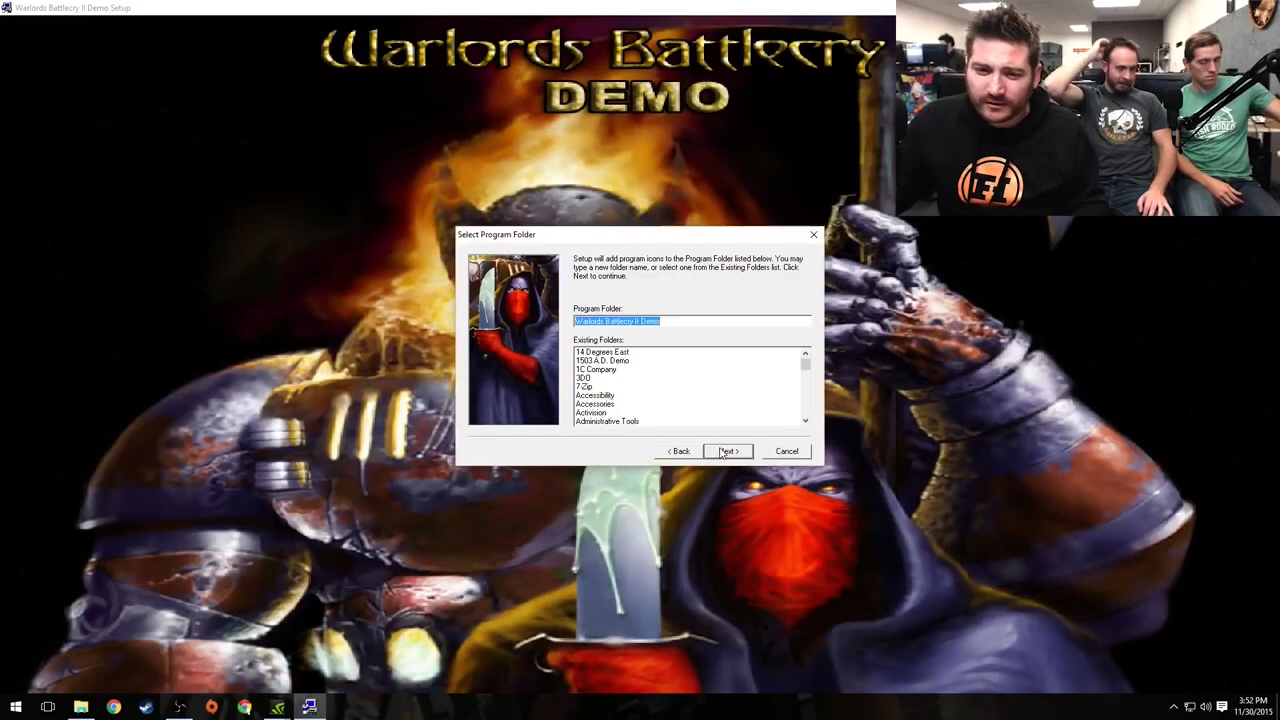 Warlords Battlecry II Demo Setup
Warlords Battlecry
DEMO
Select Program Folder
Setup will add program icons to the Program Folder listed below. You may
type a new folder name, or select one from the Existing Folders list. Click
Next to continue.
Program Folder:
Warlords Battlecry II Demo
Existing Folders:
14 Degrees East
1503 A.D. Demo
1C Company
3DO
7-Zip
Accessibility
Accessories
Activision
Administrative Tools
< Back
Next >
Cancel
3:52 PM
11/30/2015